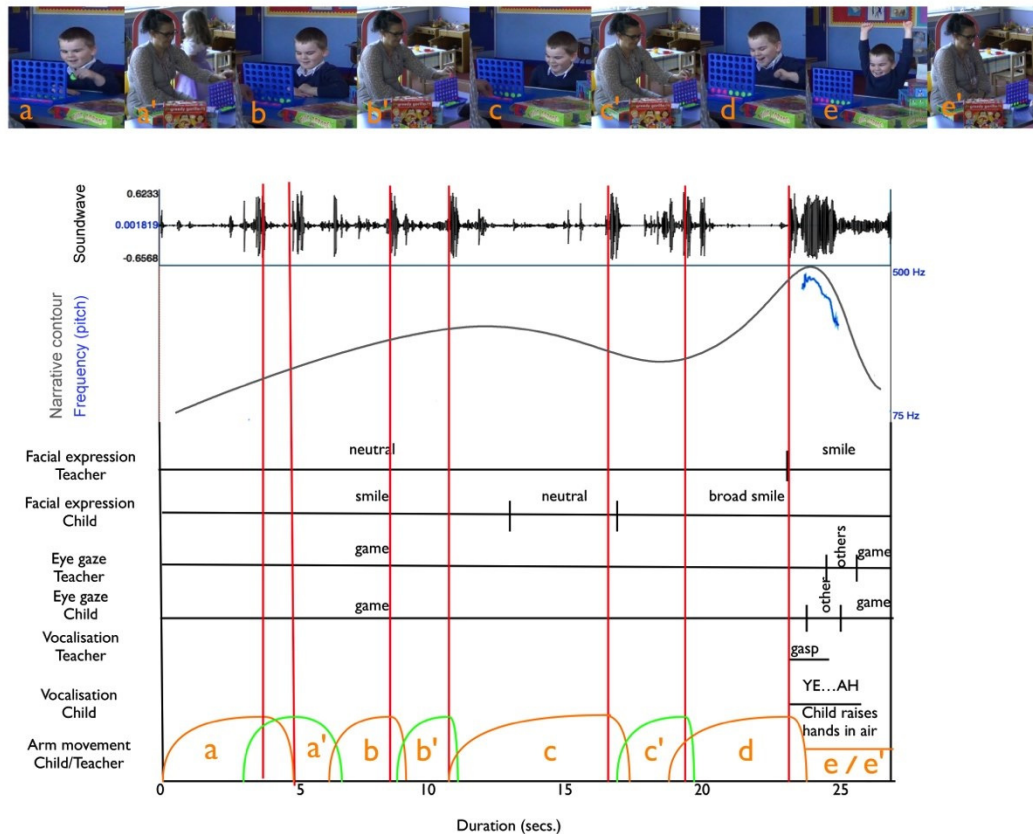 a a' b b' c c' d e e'
Soundwave
0.6233
0.001819
-0.6568
Narrative contour
Frequency (pitch)
500 Hz
75 Hz
Facial expression
Teacher
neutral
smile
Facial expression
Child
smile
neutral
broad smile
Eye gaze
Teacher
game
others
game
Eye gaze
Child
game
other
game
Vocalisation
Teacher
gasp
Vocalisation
Child
YE...AH
Child raises
hands in air
Arm movement
Child/Teacher
a a' b b' c c' d e / e'
0 5 10 15 20 25
Duration (secs.)